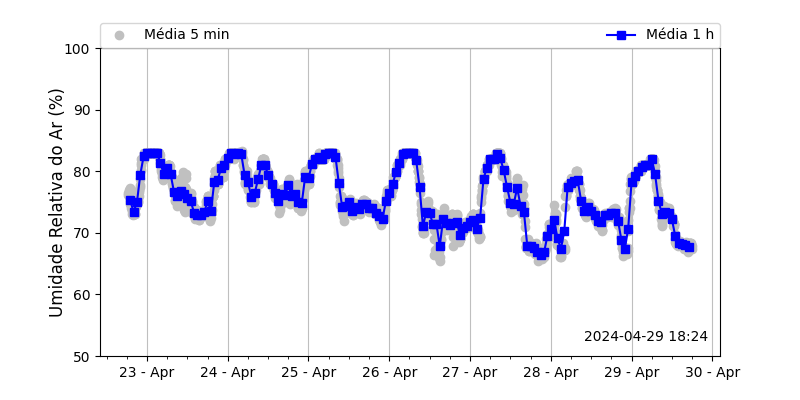 Média 5 min
Média 1 h
Umidade Relativa do Ar (%)
100
90
80
70
60
50
2024-04-29 18:24
23 - Apr
24 - Apr
25 - Apr
26 - Apr
27 - Apr
28 - Apr
29 - Apr
30 - Apr